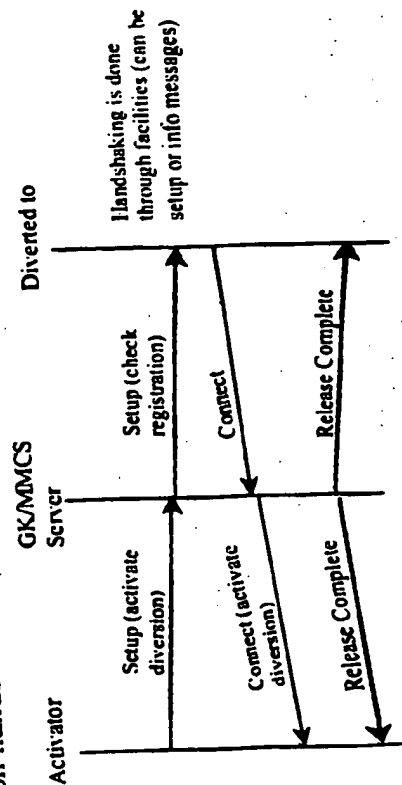 Activator
GK/MMCS
Server
Diverted to
Setup (activate
diversion)
Setup (check
registration)
Handshaking is done
through facilities (can be
setup or info messages)
Connect
Connect (activate
diversion)
Release Complete
Release Complete